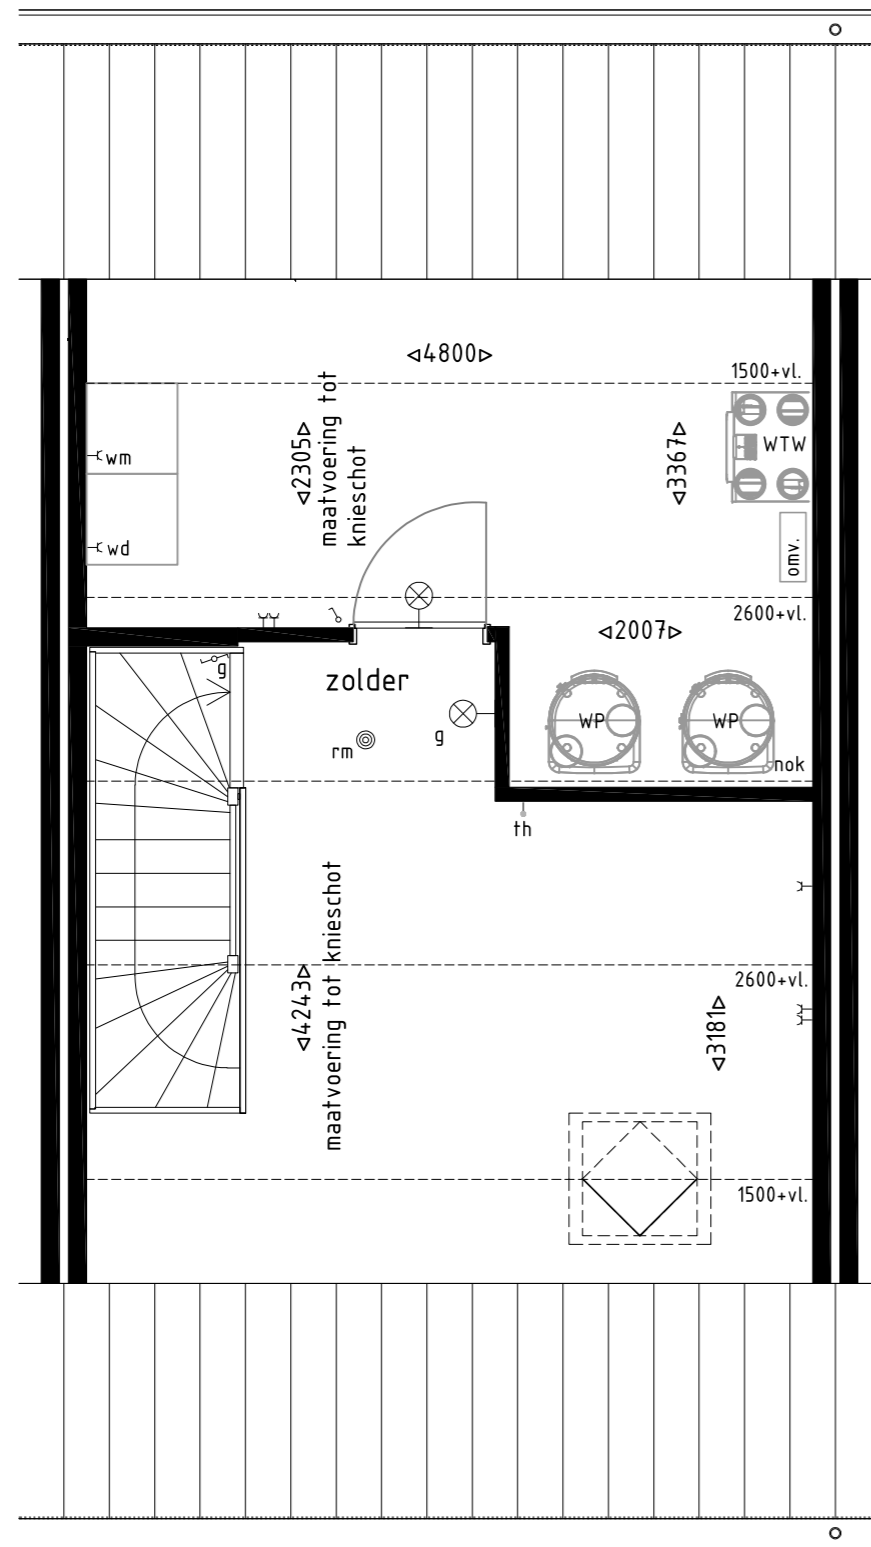 ◁4800▷
1500+vl.
◁2305▷
maatvoering tot
knieschot
◁3367▷
WTW
wm
wd
omv.
2600+vl.
◁2007▷
g
zolder
WP
WP
g
rm
nok
th
◁4243▷
maatvoering tot knieschot
2600+vl.
◁3181▷
1500+vl.